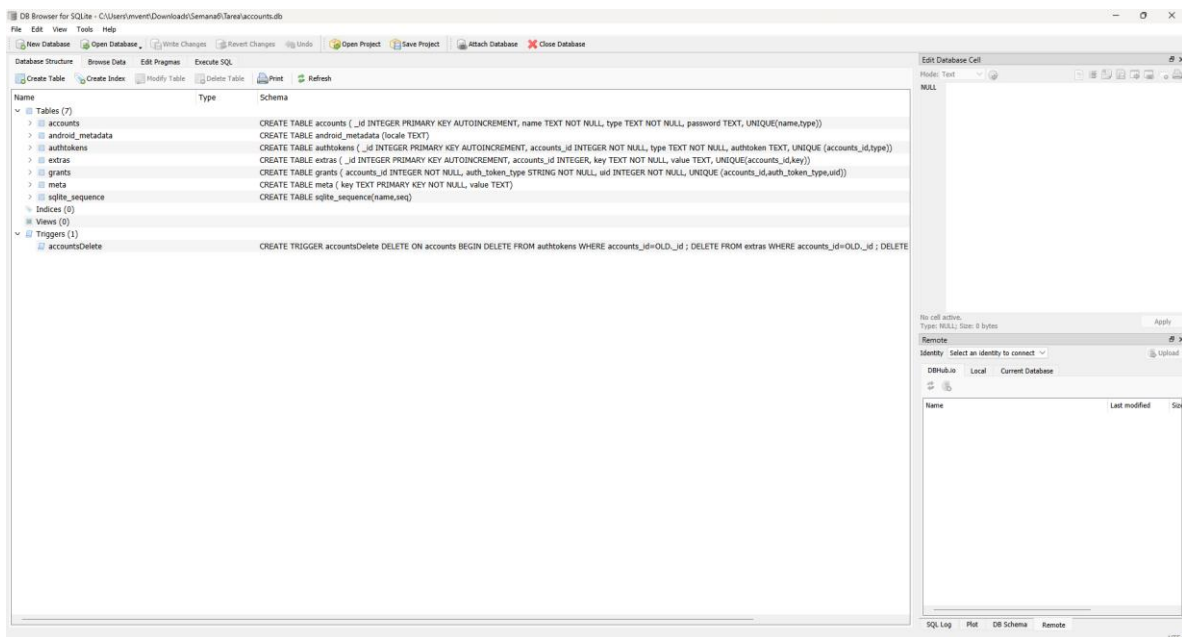 DB Browser for SQLite - C:\Users\mvent\Downloads\Semana6\Tarea\accounts.db
File Edit View Tools Help
New Database Open Database Write Changes Revert Changes Undo Open Project Save Project Attach Database Close Database
Database Structure Browse Data Edit Pragmas Execute SQL
Create Table Create Index Modify Table Delete Table Print Refresh
Name Type Schema
Tables (7)
accounts CREATE TABLE accounts ( _id INTEGER PRIMARY KEY AUTOINCREMENT, name TEXT NOT NULL, type TEXT NOT NULL, password TEXT, UNIQUE(name,type))
android_metadata CREATE TABLE android_metadata (locale TEXT)
authtokens CREATE TABLE authtokens ( _id INTEGER PRIMARY KEY AUTOINCREMENT, accounts_id INTEGER NOT NULL, type TEXT NOT NULL, authtoken TEXT, UNIQUE (accounts_id,type))
extras CREATE TABLE extras ( _id INTEGER PRIMARY KEY AUTOINCREMENT, accounts_id INTEGER, key TEXT NOT NULL, value TEXT, UNIQUE(accounts_id,key))
grants CREATE TABLE grants ( accounts_id INTEGER NOT NULL, auth_token_type STRING NOT NULL, uid INTEGER NOT NULL, UNIQUE (accounts_id,auth_token_type,uid))
meta CREATE TABLE meta ( key TEXT PRIMARY KEY NOT NULL, value TEXT)
sqlite_sequence CREATE TABLE sqlite_sequence(name,seq)
Indices (0)
Views (0)
Triggers (1)
accountsDelete CREATE TRIGGER accountsDelete DELETE ON accounts BEGIN DELETE FROM authtokens WHERE accounts_id=OLD._id ; DELETE FROM extras WHERE accounts_id=OLD._id ; DELETE
Edit Database Cell
Mode: Text
NULL
No cell active.
Type: NULL; Size: 0 bytes
Apply
Remote
Identity Select an identity to connect Upload
DBHub.io Local Current Database
Name Last modified Size
SQL Log Plot DB Schema Remote